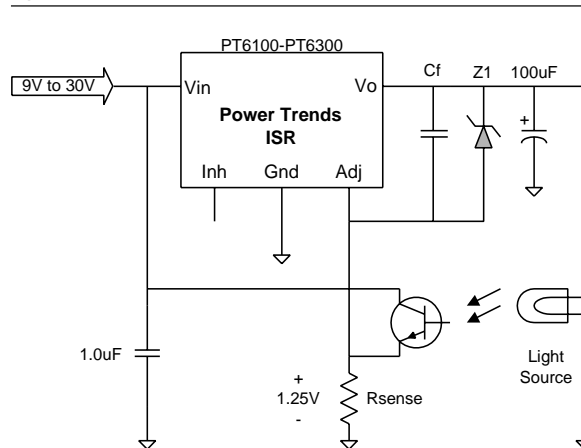 PT6100-PT6300
9V to 30V
Vin
Vo
Cf
Z1
100uF
Power Trends
ISR
Inh
Gnd
Adj
+
1.0uF
Light
Source
+
1.25V
-
Rsense